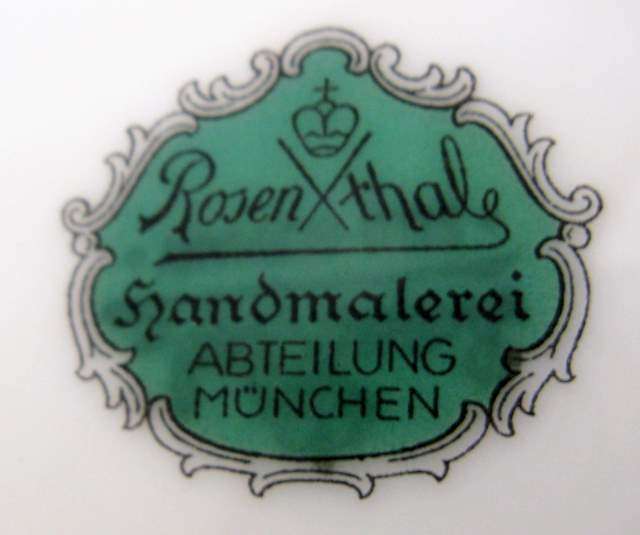 Rosenthal
Handmalerei
ABTEILUNG
MÜNCHEN